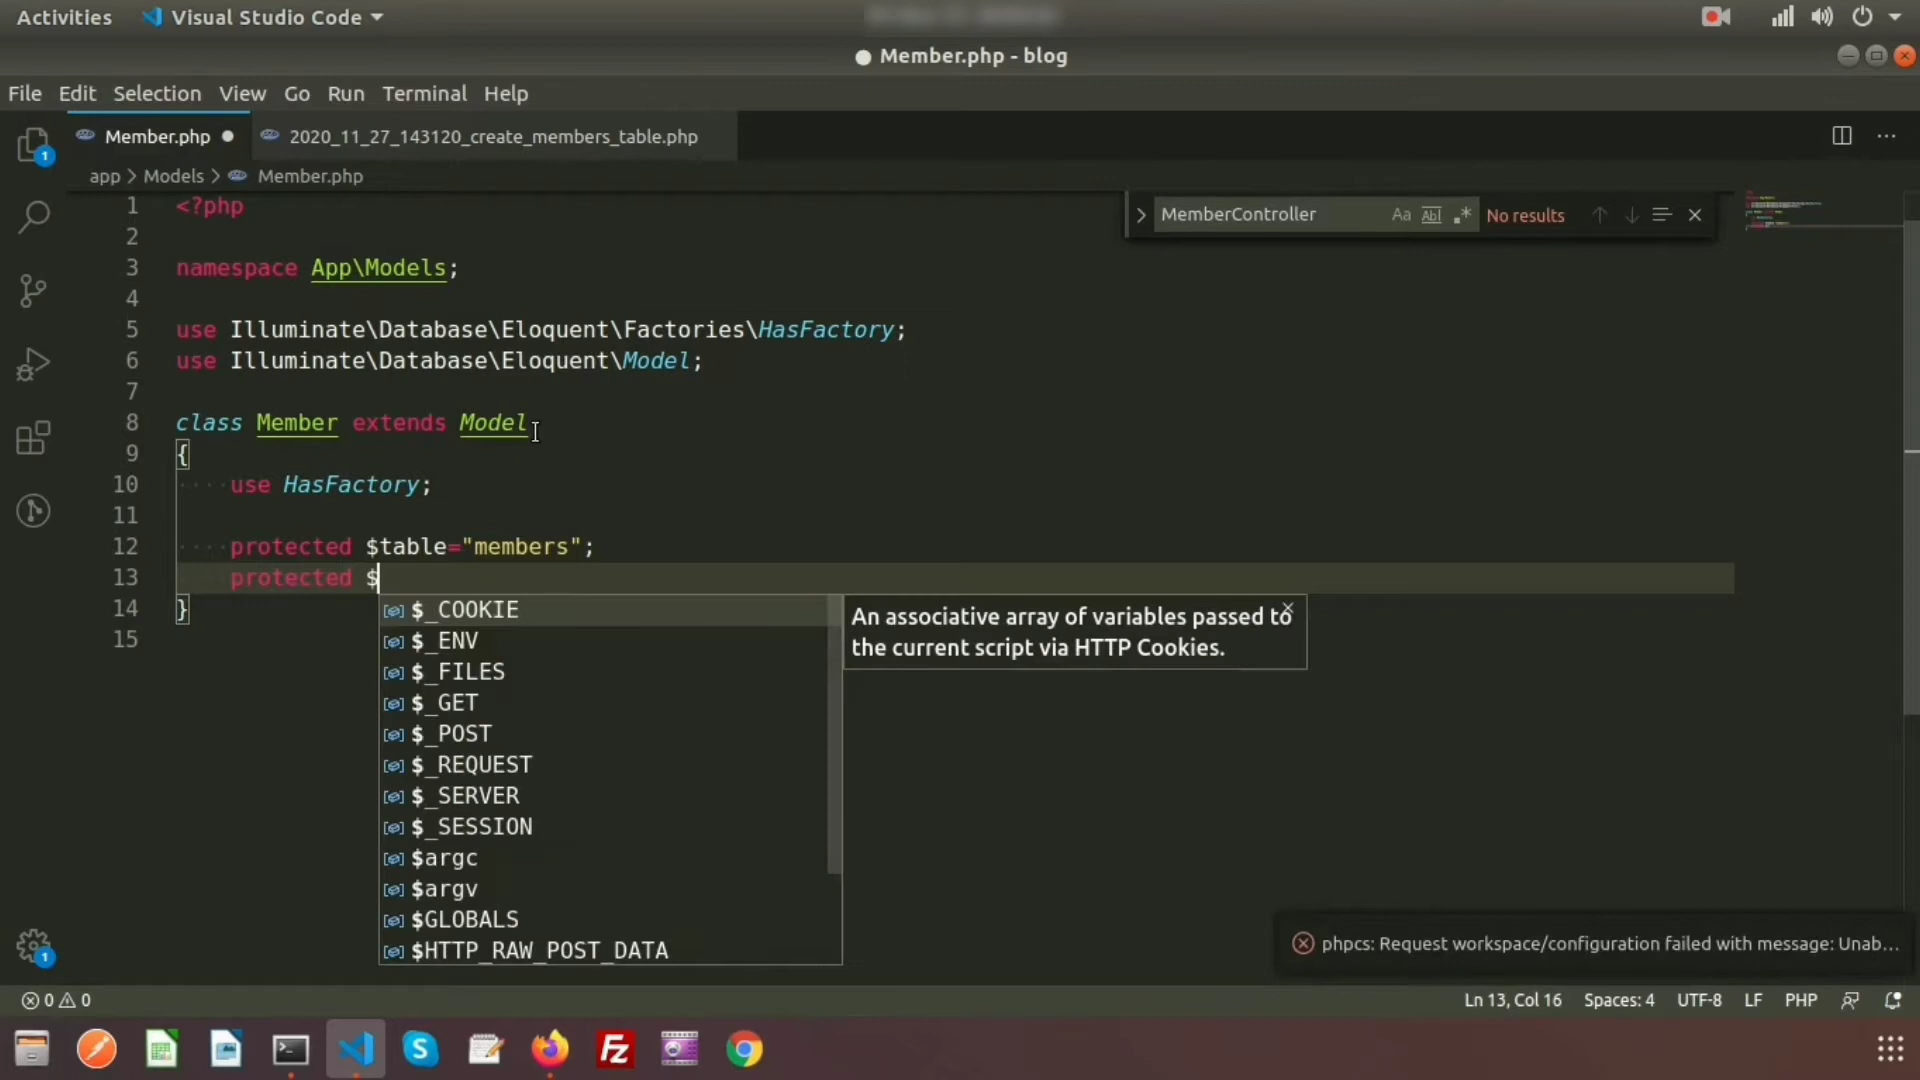 Activities Visual Studio Code
Member.php - blog
File Edit Selection View Go Run Terminal Help
Member.php 2020_11_27_143120_create_members_table.php
app > Models > Member.php
MemberController Aa Abl .* No results
1 <?php
2
3 namespace App\Models;
4
5 use Illuminate\Database\Eloquent\Factories\HasFactory;
6 use Illuminate\Database\Eloquent\Model;
7
8 class Member extends Model
9 {
10 use HasFactory;
11
12 protected $table="members";
13 protected $
14 }
15
$_COOKIE
$_ENV
$_FILES
$_GET
$_POST
$_REQUEST
$_SERVER
$_SESSION
$argc
$argv
$GLOBALS
$HTTP_RAW_POST_DATA
An associative array of variables passed to
the current script via HTTP Cookies.
phpcs: Request workspace/configuration failed with message: Unab...
1
1
0 0
Ln 13, Col 16 Spaces: 4 UTF-8 LF PHP
S
Fz